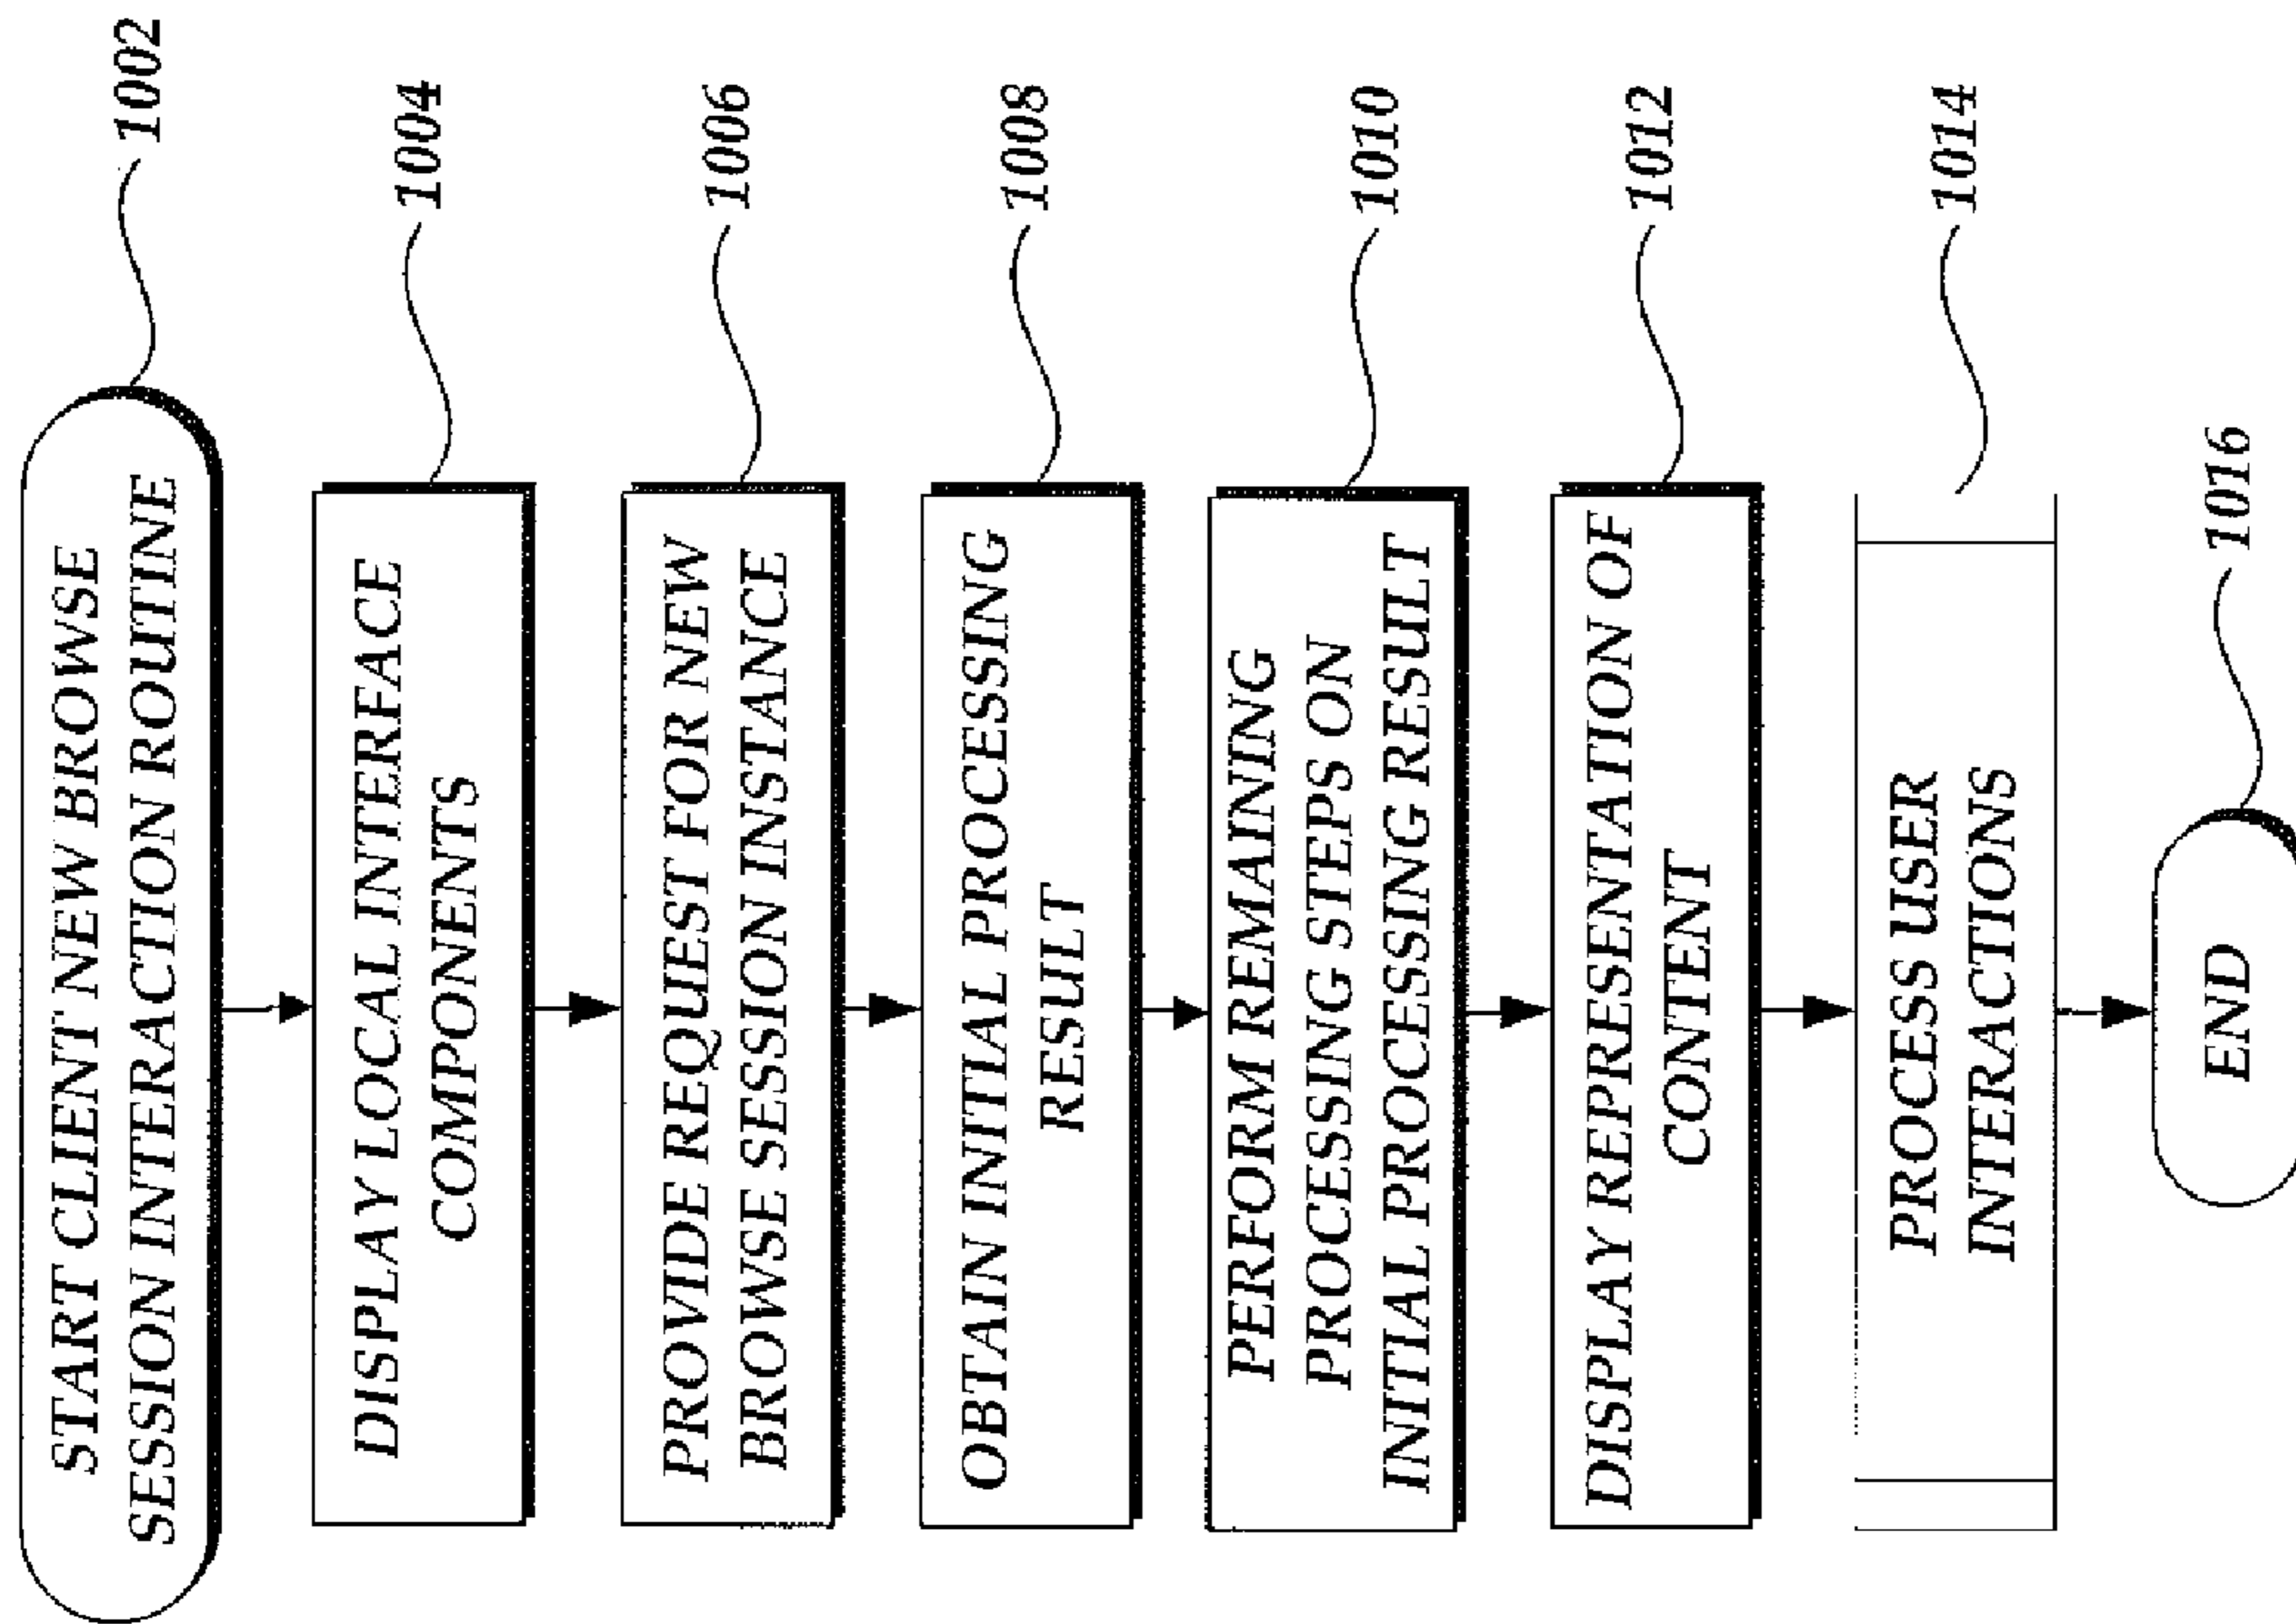 START CLIENT NEW BROWSE
SESSION INTERACTION ROUTINE
1002
DISPLAY LOCAL INTERFACE
COMPONENTS
1004
PROVIDE REQUEST FOR NEW
BROWSE SESSION INSTANCE
1006
OBTAIN INITIAL PROCESSING
RESULT
1008
PERFORM REMAINING
PROCESSING STEPS ON
INITIAL PROCESSING RESULT
1010
DISPLAY REPRESENTATION OF
CONTENT
1012
PROCESS USER
INTERACTIONS
1014
END
1016